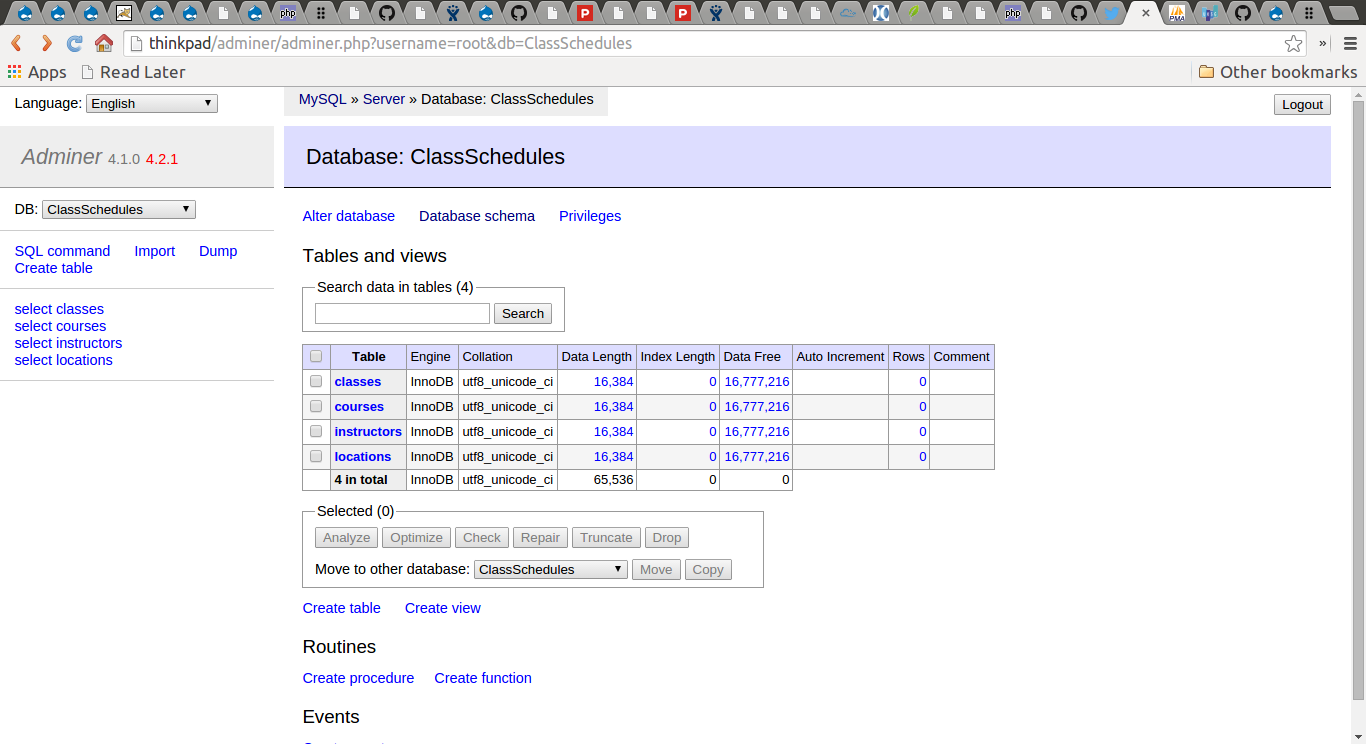 php
P
P
php
PMA
thinkpad/adminer/adminer.php?username=root&db=ClassSchedules
»
Apps Read Later Other bookmarks
Language: English
MySQL » Server » Database: ClassSchedules
Logout
Adminer 4.1.0 4.2.1
Database: ClassSchedules
DB: ClassSchedules
Alter database Database schema Privileges
SQL command Import Dump
Create table
Tables and views
select classes
select courses
select instructors
select locations
Search data in tables (4)
Search
Table Engine Collation Data Length Index Length Data Free Auto Increment Rows Comment
classes InnoDB utf8_unicode_ci 16,384 0 16,777,216 0
courses InnoDB utf8_unicode_ci 16,384 0 16,777,216 0
instructors InnoDB utf8_unicode_ci 16,384 0 16,777,216 0
locations InnoDB utf8_unicode_ci 16,384 0 16,777,216 0
4 in total InnoDB utf8_unicode_ci 65,536 0 0
Selected (0)
Analyze Optimize Check Repair Truncate Drop
Move to other database: ClassSchedules Move Copy
Create table Create view
Routines
Create procedure Create function
Events